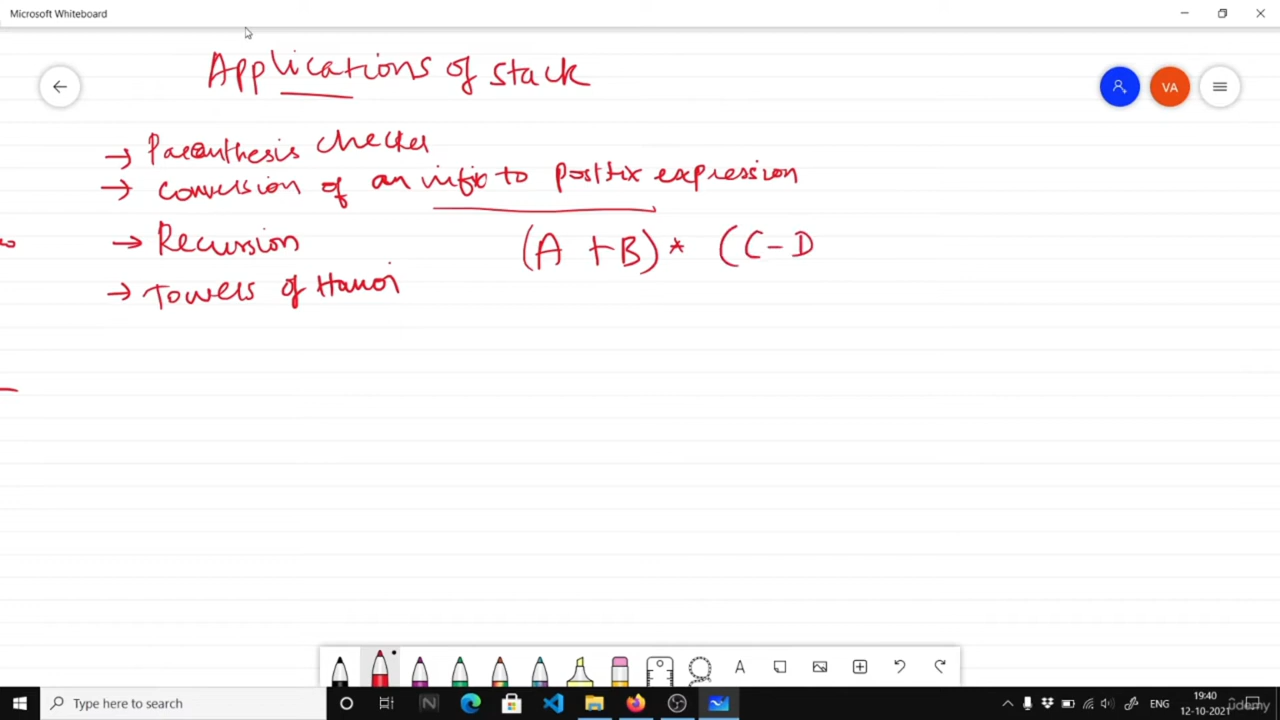 Microsoft Whiteboard
Applications of stack
VA
→ Paranthesis checker
→ Conversion of an infix to postfix expression
→ Recursion
(A + B) * (C - D
→ Towers of Hanoi
A
Type here to search
N
ENG
19:40
12-10-2021
udemy